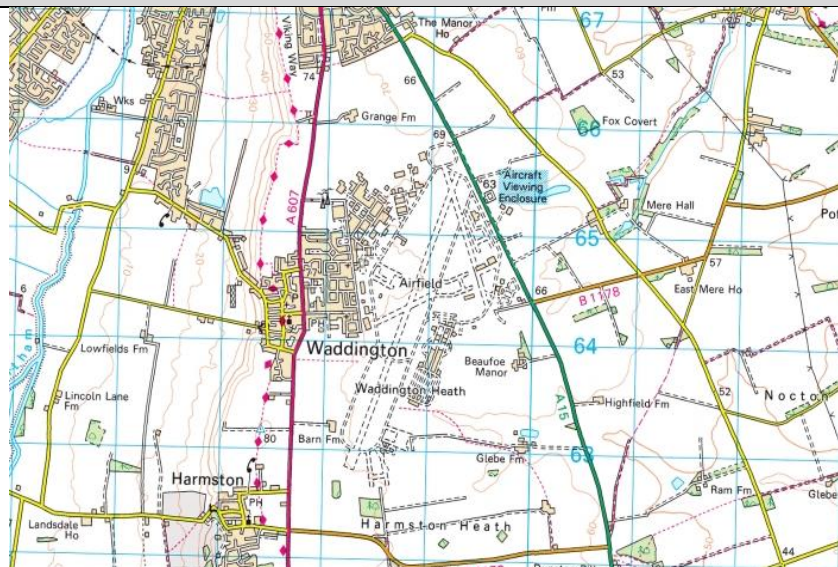 The Manor
Ho
67
Viking Way
74
66
53
Wks
Grange Fm
Fox Covert
66
69
9
63
Aircraft
Viewing
Enclosure
Mere Hall
A607
65
57
Airfield
66
East Mere Ho
B1178
6
PH
Waddington
64
Lowfields Fm
Beaufoe
Manor
Waddington Heath
52
Lincoln Lane
Fm
A15
Highfield Fm
Nocton
80
Barn Fm
63
Glebe Fm
Harmston
Ram Fm
Glebe
PH
Landsdale
Ho
Harmston Heath
44